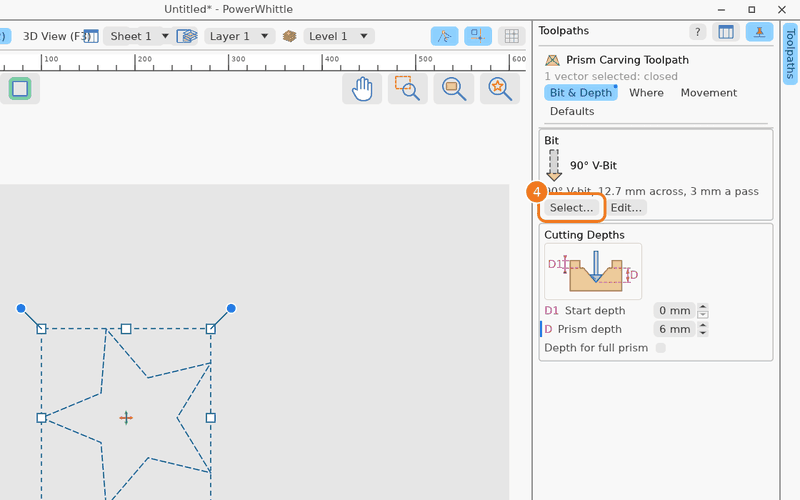 Untitled* - PowerWhittle
3D View (F3)
Sheet 1
Layer 1
Level 1
100
200
300
400
500
600
Toolpaths
?
Toolpaths
Prism Carving Toolpath
1 vector selected: closed
Bit & Depth
Where
Movement
Defaults
Bit
90° V-Bit
90° V-bit, 12.7 mm across, 3 mm a pass
4
Select...
Edit...
Cutting Depths
D1
D
D1 Start depth 0 mm
D Prism depth 6 mm
Depth for full prism